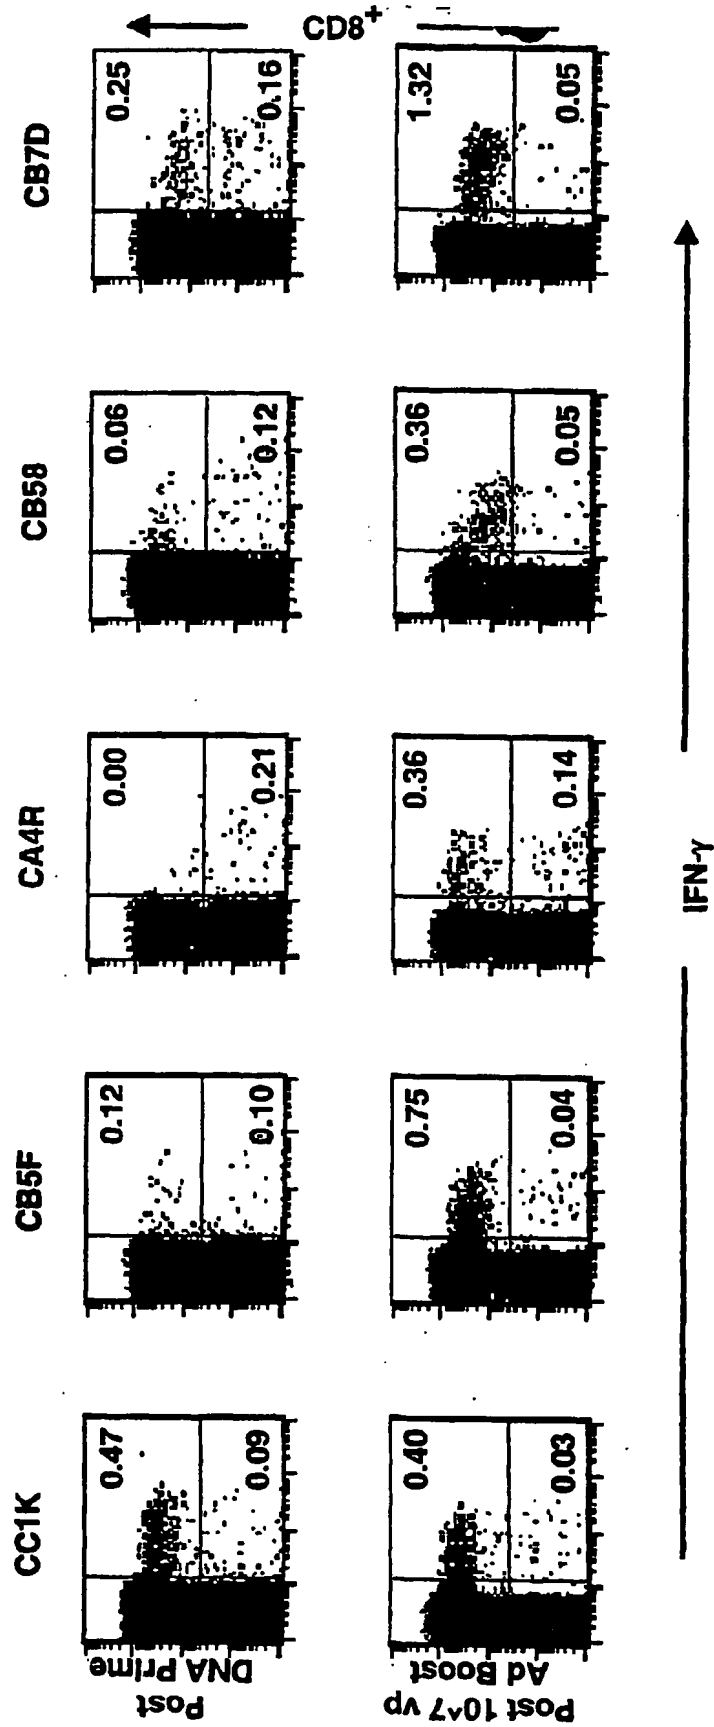 CC1K
CB5F
CA4R
CB58
CB7D
Post
DNA Prime
0.47
0.09
0.12
0.10
0.00
0.21
0.06
0.12
0.25
0.16
CD8+
Post 10^7 vp
Ad Boost
0.40
0.03
0.75
0.04
0.36
0.14
0.36
0.05
1.32
0.05
IFN-γ